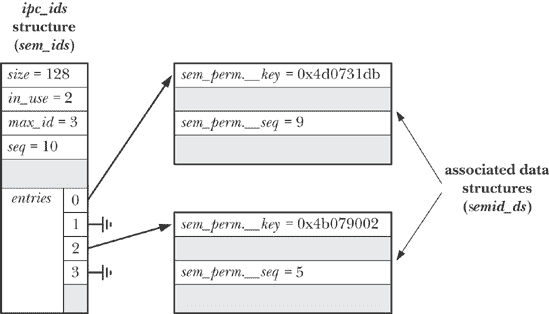 ipc_ids
structure
(sem_ids)
size = 128
in_use = 2
max_id = 3
seq = 10
entries
0
1
2
3
sem_perm.__key = 0x4d0731db
sem_perm.__seq = 9
sem_perm.__key = 0x4b079002
sem_perm.__seq = 5
associated data
structures
(semid_ds)